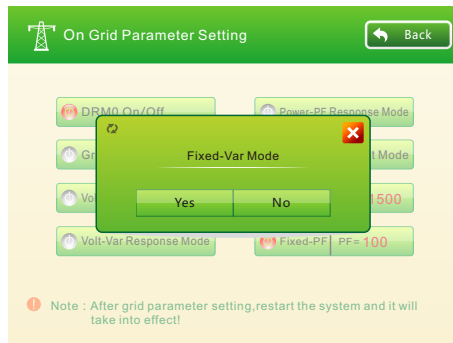 On Grid Parameter Setting
Back
DRM0 On/Off
Power-PF Response Mode
Fixed-Var Mode
Mode
1500
Yes No
Volt-Var Response Mode
Fixed-PF PF= 100
Note : After grid parameter setting,restart the system and it will
take into effect!